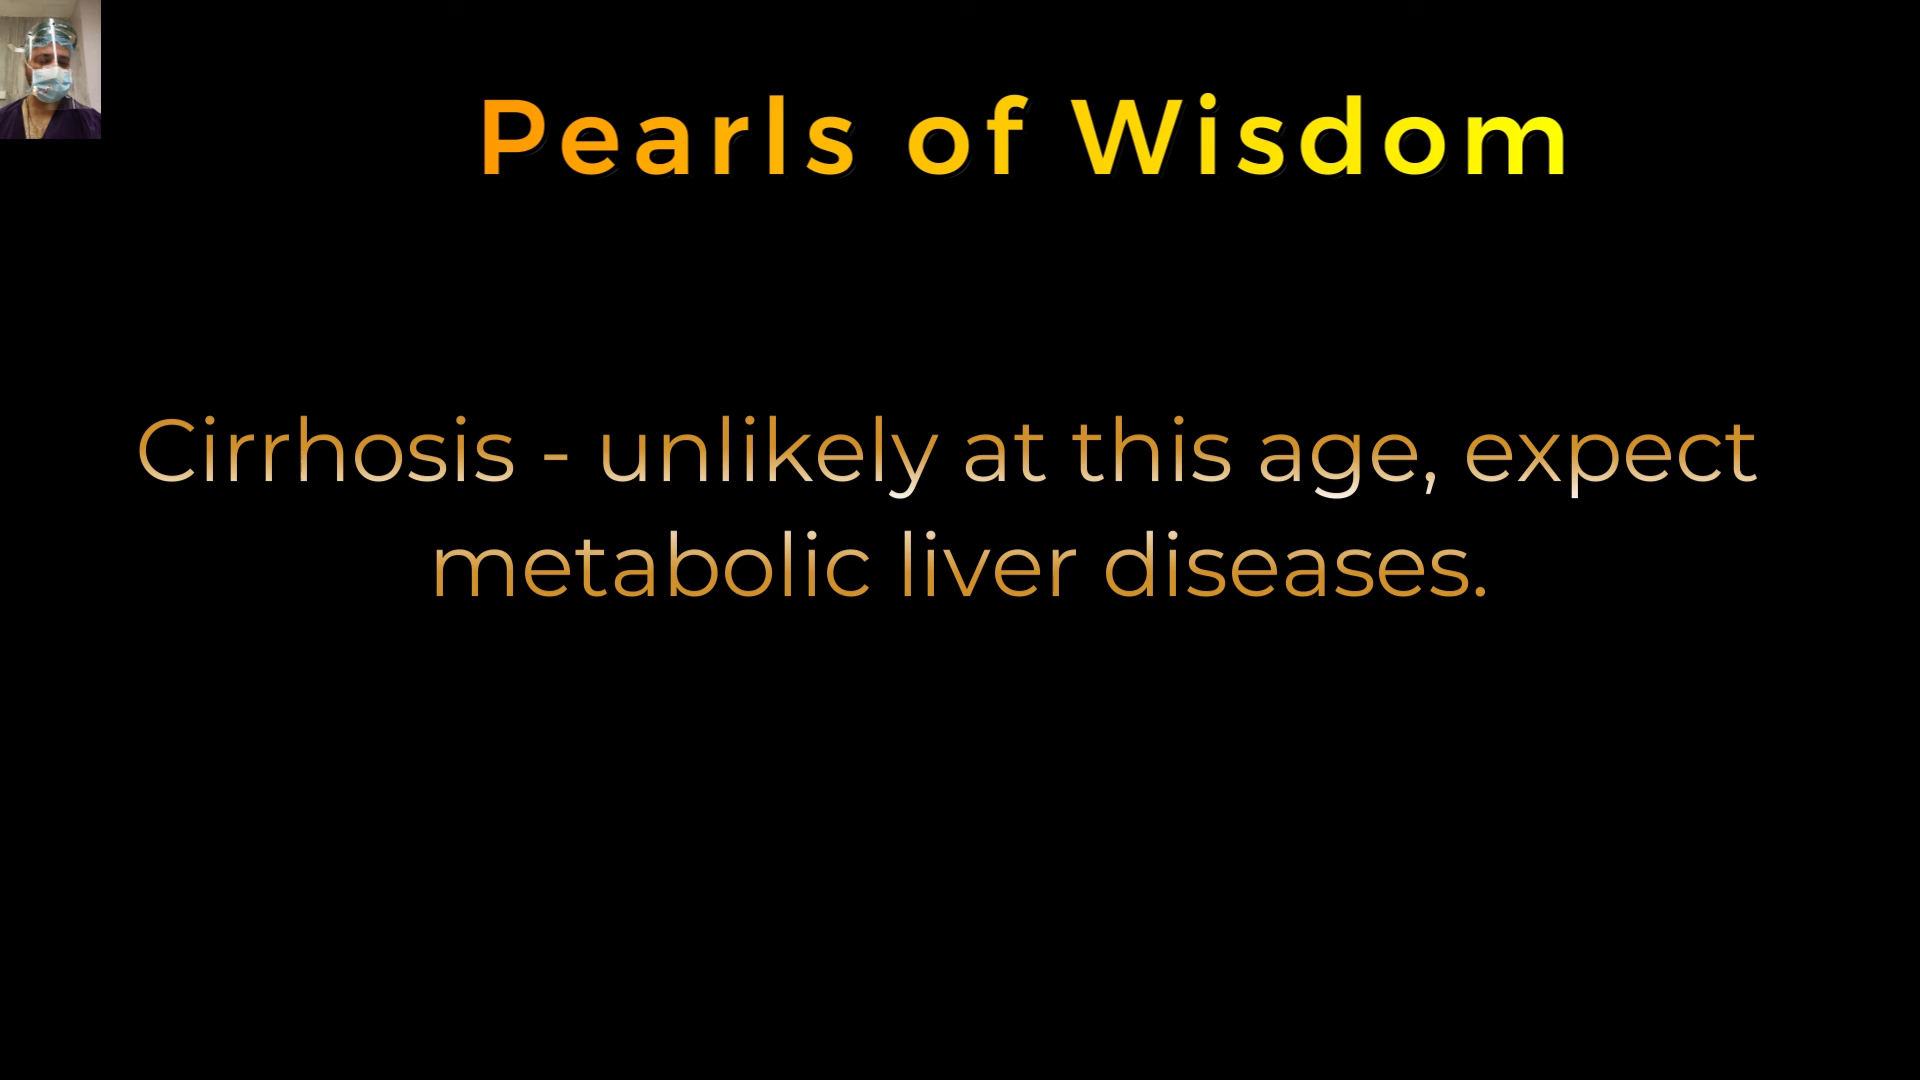 Pearls of Wisdom
Cirrhosis - unlikely at this age, expect
metabolic liver diseases.